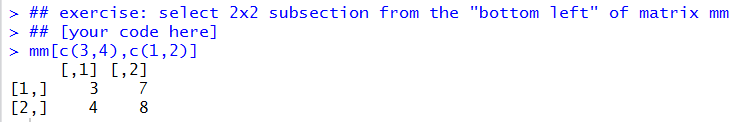 > ## exercise: select 2x2 subsection from the "bottom left" of matrix mm
> ## [your code here]
> mm[c(3,4),c(1,2)]
     [,1] [,2]
[1,]    3    7
[2,]    4    8